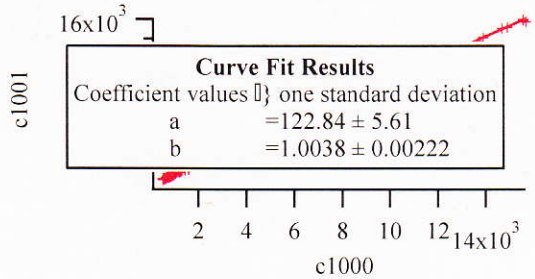 16x10³
c1001
Curve Fit Results
Coefficient values ▯} one standard deviation
a =122.84 ± 5.61
b =1.0038 ± 0.00222
2 4 6 8 10 12 14x10³
c1000